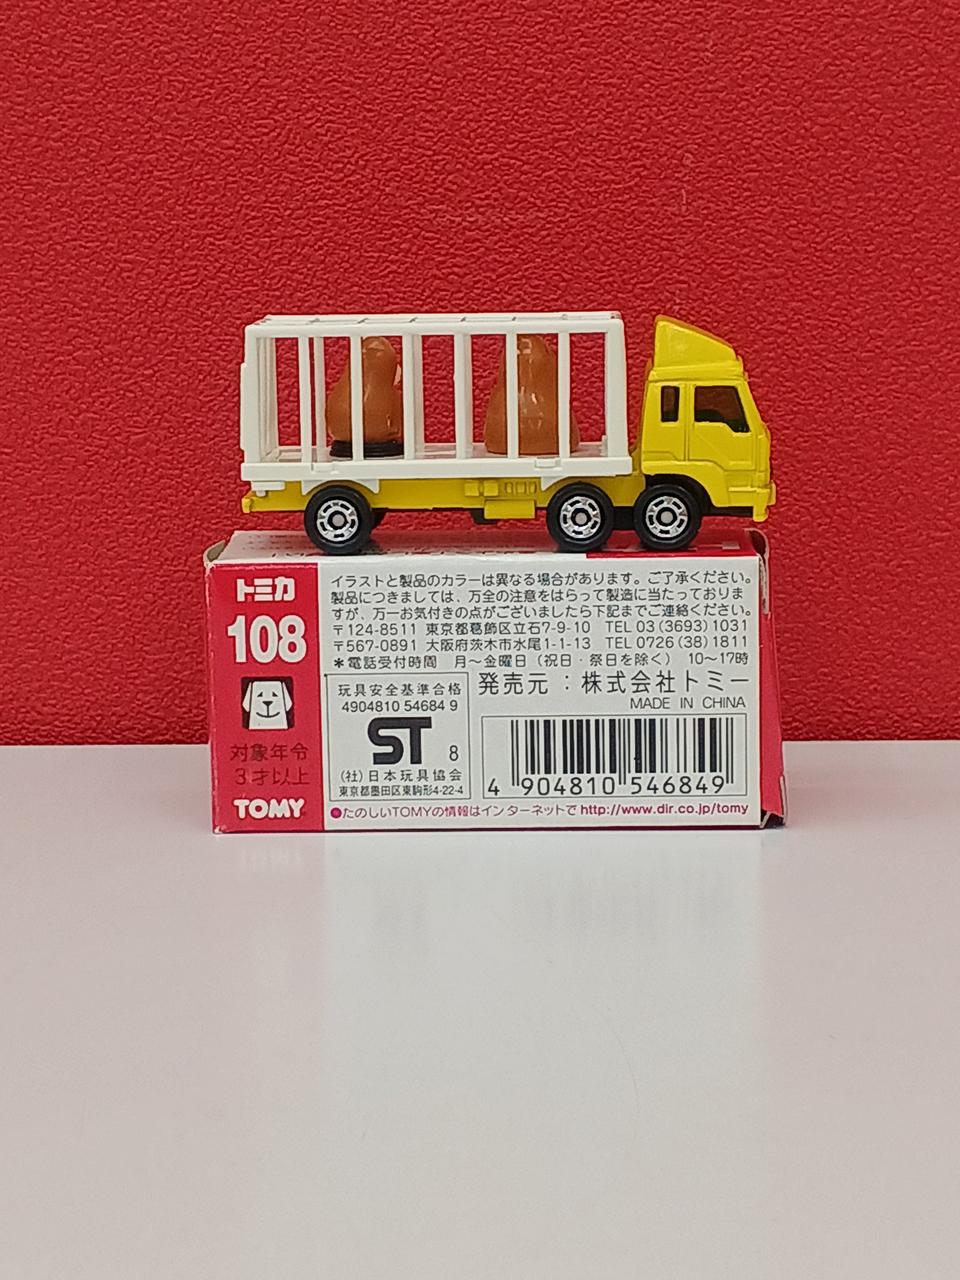 トミカ
108
対象年令
3才以上
TOMY
イラストと製品のカラーは異なる場合があります。ご了承ください。
製品につきましては、万全の注意をはらって製造に当たっておりま
すが、万一お気付きの点がございましたら下記までご連絡ください。
〒124-8511 東京都葛飾区立石7-9-10 TEL 03(3693)1031
〒567-0891 大阪府茨木市水尾1-1-13 TEL 0726(38)1811
*電話受付時間 月〜金曜日(祝日・祭日を除く) 10〜17時
玩具安全基準合格
4904810 54684 9
ST 8
(社)日本玩具協会
東京都墨田区東駒形4-22-4
発売元:株式会社トミー
MADE IN CHINA
4 904810 546849
●たのしいTOMYの情報はインターネットで http://www.dir.co.jp/tomy